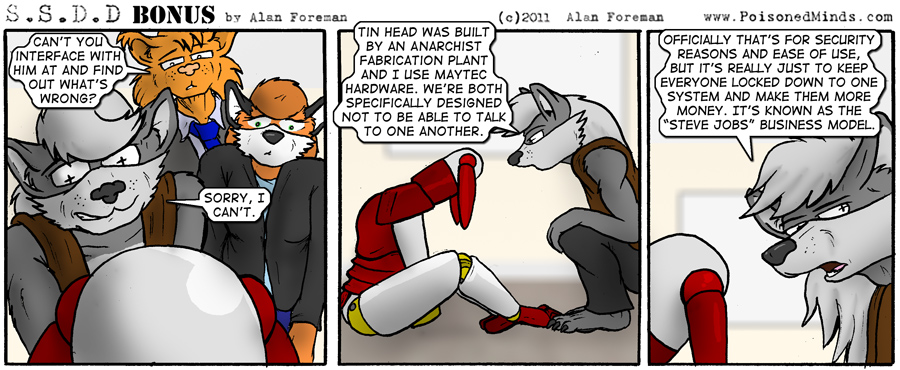 S.S.D.D BONUS by Alan Foreman (c)2011 Alan Foreman www.PoisonedMinds.com
CAN'T YOU
INTERFACE WITH
HIM AT AND FIND
OUT WHAT'S
WRONG?
SORRY, I
CAN'T.
TIN HEAD WAS BUILT
BY AN ANARCHIST
FABRICATION PLANT
AND I USE MAYTEC
HARDWARE. WE'RE BOTH
SPECIFICALLY DESIGNED
NOT TO BE ABLE TO TALK
TO ONE ANOTHER.
OFFICIALLY THAT'S FOR SECURITY
REASONS AND EASE OF USE,
BUT IT'S REALLY JUST TO KEEP
EVERYONE LOCKED DOWN TO ONE
SYSTEM AND MAKE THEM MORE
MONEY. IT'S KNOWN AS THE
"STEVE JOBS" BUSINESS MODEL.